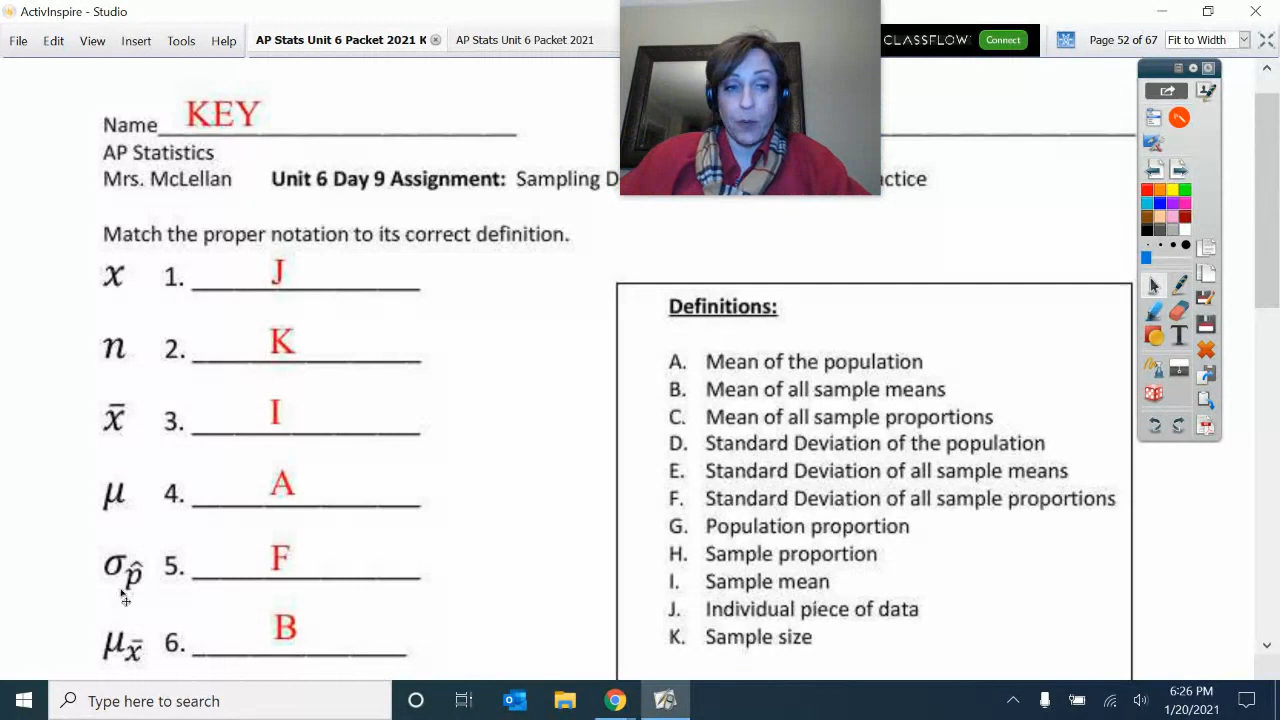 ActivInspire - Studio
File Edit View Insert Tools Help
AP Stats Unit 6 Packet 2021 K
AP Stats Unit 6 Packet 2021
CLASSFLOW Connect
Page 52 of 67
Fit to Width
Name KEY
AP Statistics
Mrs. McLellan Unit 6 Day 9 Assignment: Sampling D
Match the proper notation to its correct definition.
x 1. J
n 2. K
x̄ 3. I
μ 4. A
σp̂ 5. F
μx̄ 6. B
Definitions:
A. Mean of the population
B. Mean of all sample means
C. Mean of all sample proportions
D. Standard Deviation of the population
E. Standard Deviation of all sample means
F. Standard Deviation of all sample proportions
G. Population proportion
H. Sample proportion
I. Sample mean
J. Individual piece of data
K. Sample size
Type here to search
6:26 PM
1/20/2021